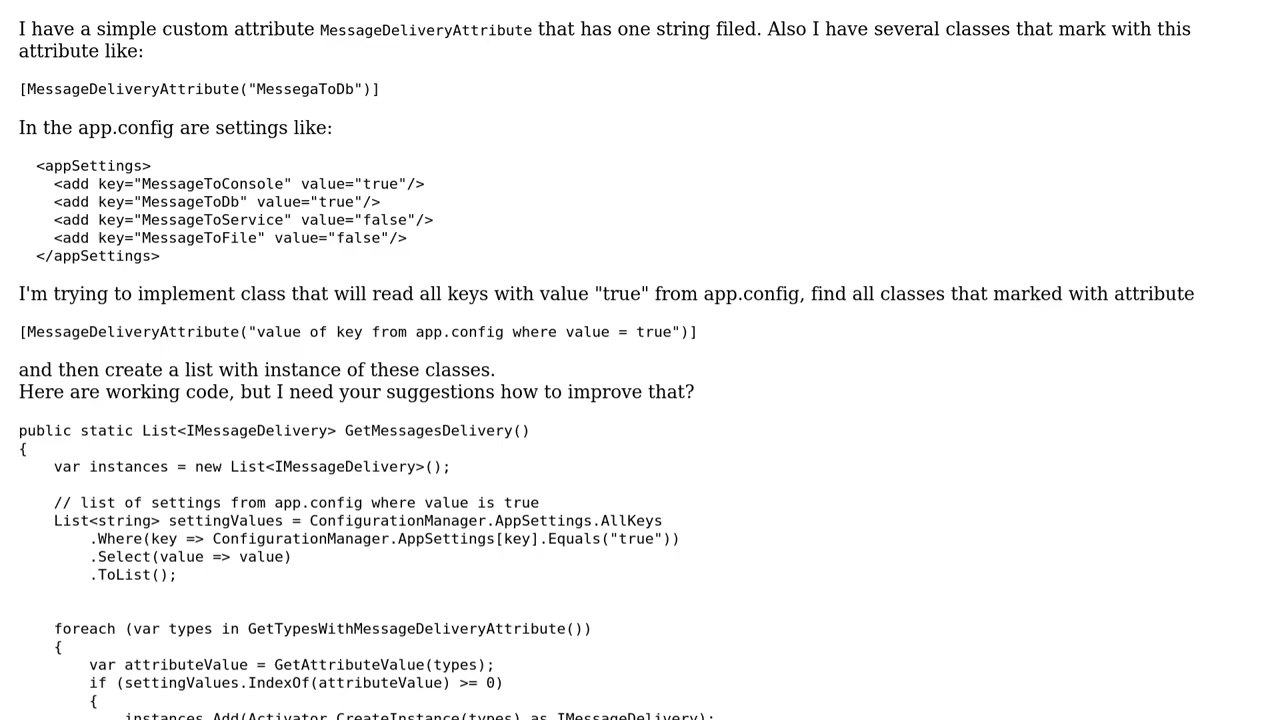 I have a simple custom attribute MessageDeliveryAttribute that has one string filed. Also I have several classes that mark with this
attribute like:
[MessageDeliveryAttribute("MessegaToDb")]
In the app.config are settings like:
<appSettings>
<add key="MessageToConsole" value="true"/>
<add key="MessageToDb" value="true"/>
<add key="MessageToService" value="false"/>
<add key="MessageToFile" value="false"/>
</appSettings>
I'm trying to implement class that will read all keys with value "true" from app.config, find all classes that marked with attribute
[MessageDeliveryAttribute("value of key from app.config where value = true")]
and then create a list with instance of these classes.
Here are working code, but I need your suggestions how to improve that?
public static List<IMessageDelivery> GetMessagesDelivery()
{
var instances = new List<IMessageDelivery>();
// list of settings from app.config where value is true
List<string> settingValues = ConfigurationManager.AppSettings.AllKeys
.Where(key => ConfigurationManager.AppSettings[key].Equals("true"))
.Select(value => value)
.ToList();
foreach (var types in GetTypesWithMessageDeliveryAttribute())
{
var attributeValue = GetAttributeValue(types);
if (settingValues.IndexOf(attributeValue) >= 0)
{
instances.Add(Activator.CreateInstance(types) as IMessageDelivery);